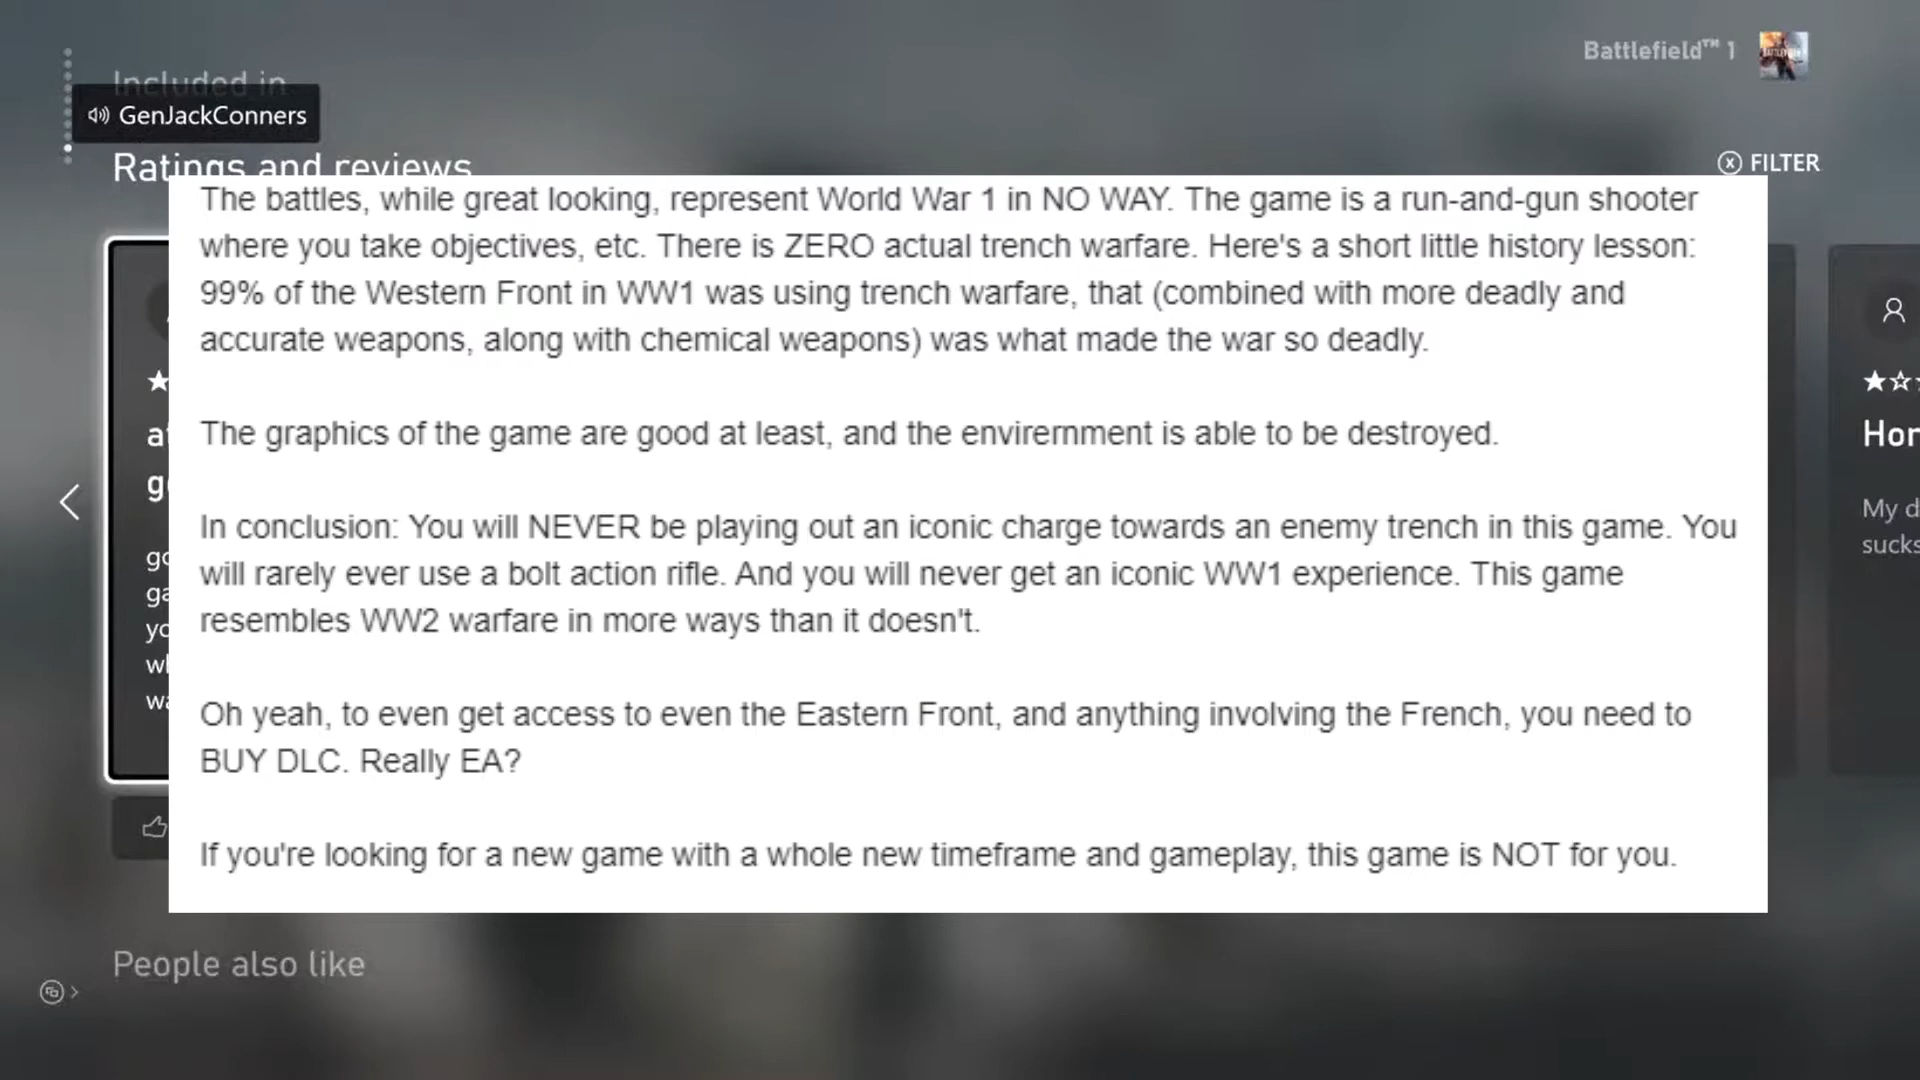 Battlefield™ 1
Included in
GenJackConners
Ratings and reviews
FILTER
The battles, while great looking, represent World War 1 in NO WAY. The game is a run-and-gun shooter
where you take objectives, etc. There is ZERO actual trench warfare. Here's a short little history lesson:
99% of the Western Front in WW1 was using trench warfare, that (combined with more deadly and
accurate weapons, along with chemical weapons) was what made the war so deadly.
The graphics of the game are good at least, and the envirernment is able to be destroyed.
In conclusion: You will NEVER be playing out an iconic charge towards an enemy trench in this game. You
will rarely ever use a bolt action rifle. And you will never get an iconic WW1 experience. This game
resembles WW2 warfare in more ways than it doesn't.
Oh yeah, to even get access to even the Eastern Front, and anything involving the French, you need to
BUY DLC. Really EA?
If you're looking for a new game with a whole new timeframe and gameplay, this game is NOT for you.
My d
sucks
People also like